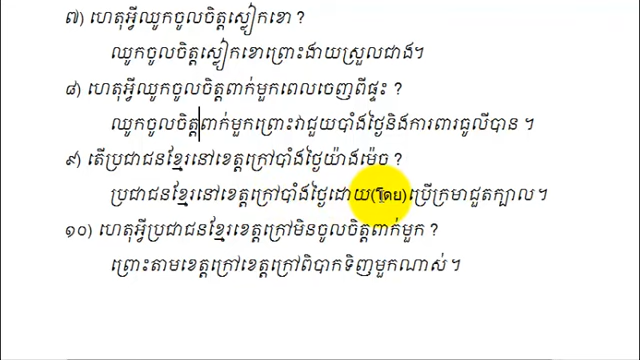 ៧) ហេតុអ្វីឈូកចូលចិត្តស្លៀកខោ ?
ឈូកចូលចិត្តស្លៀកខោព្រោះងាយស្រួលជាង។
៨) ហេតុអ្វីឈូកចូលចិត្តពាក់មួកពេលចេញពីផ្ទះ ?
ឈូកចូលចិត្តពាក់មួកព្រោះវាជួយបាំងថ្ងៃនិងការពារធូលីបាន ។
៩) តើប្រជាជនខ្មែរនៅខេត្តក្រៅបាំងថ្ងៃយ៉ាងម៉េច ?
ប្រជាជនខ្មែរនៅខេត្តក្រៅបាំងថ្ងៃដោយ(โดย)ប្រើក្រមាជួតក្បាល។
១០) ហេតុអ្វីប្រជាជនខ្មែរខេត្តក្រៅមិនចូលចិត្តពាក់មួក ?
ព្រោះតាមខេត្តក្រៅខេត្តក្រៅពិបាកទិញមួកណាស់ ។